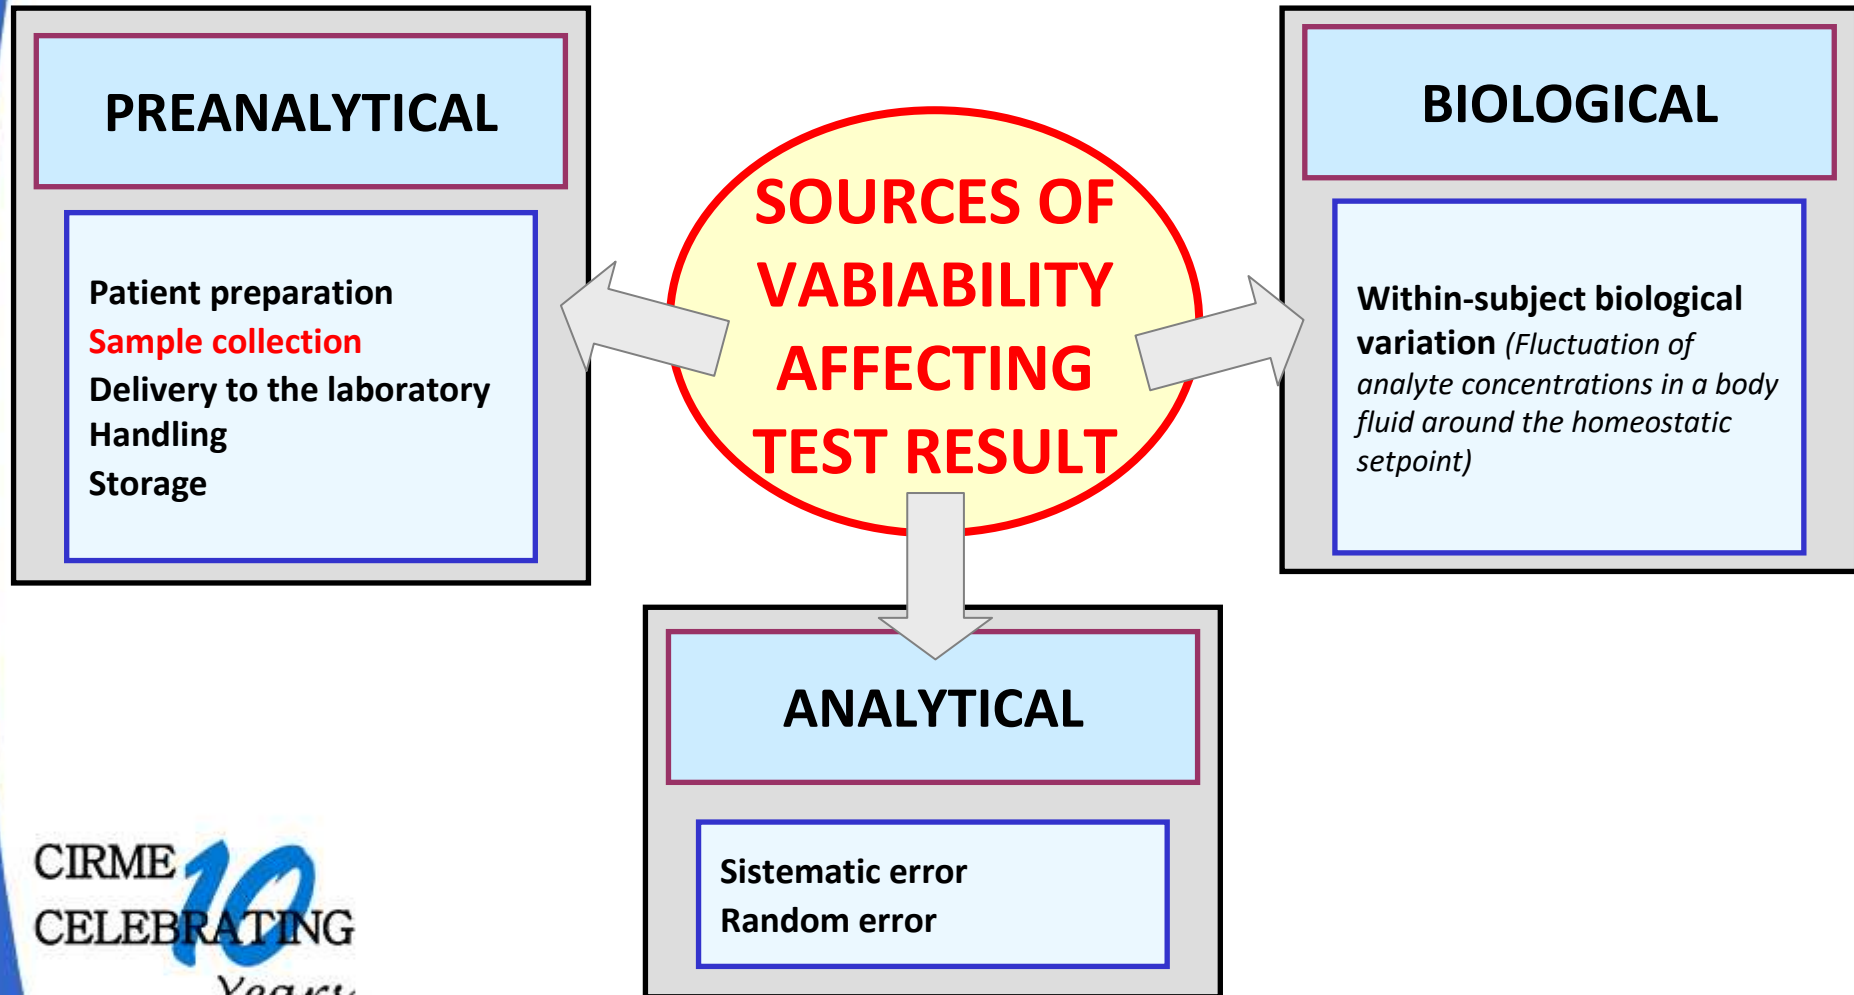 PREANALYTICAL
Patient preparation
Sample collection
Delivery to the laboratory
Handling
Storage
SOURCES OF
VABIABILITY
AFFECTING
TEST RESULT
BIOLOGICAL
Within-subject biological
variation (Fluctuation of
analyte concentrations in a body
fluid around the homeostatic
setpoint)
ANALYTICAL
Sistematic error
Random error
CIRME 10
CELEBRATING
Years